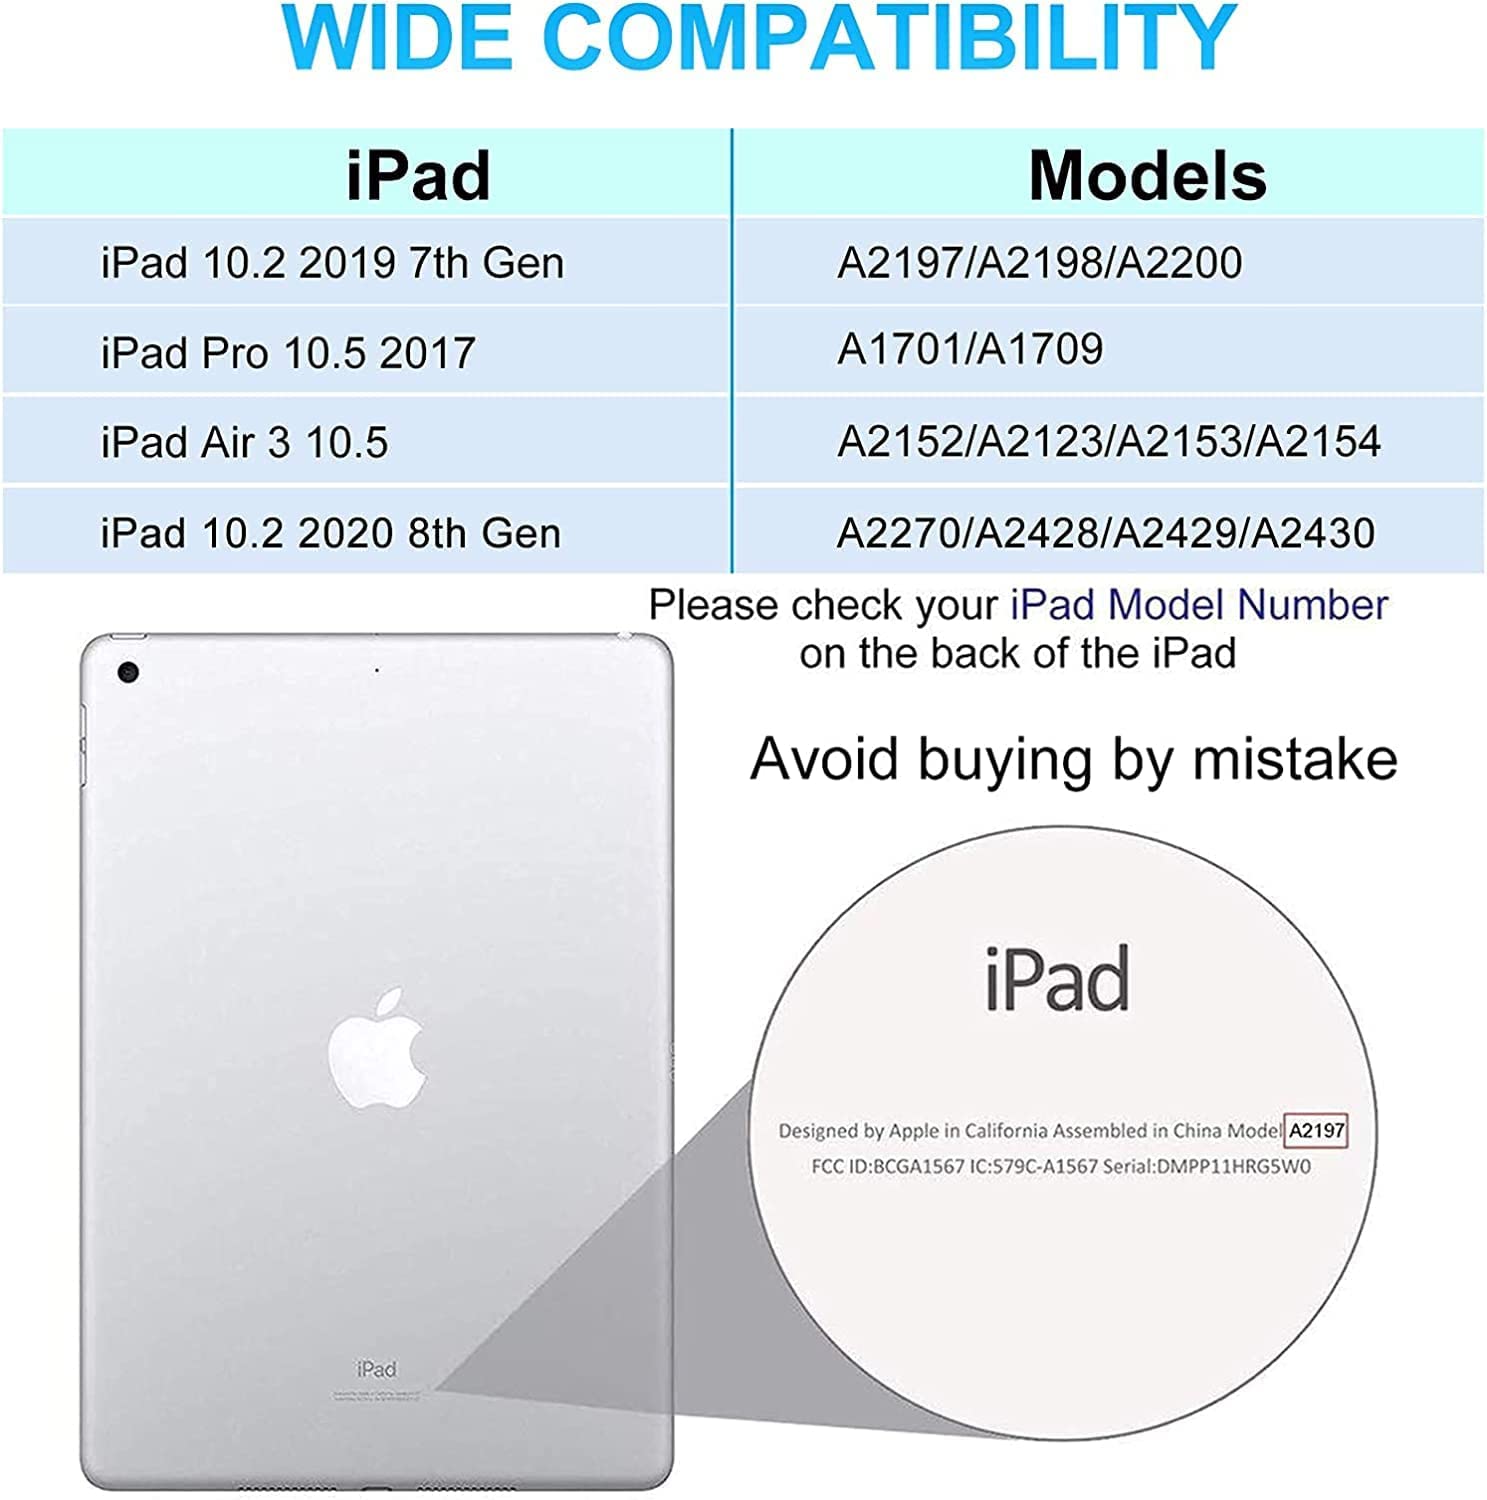 WIDE COMPATIBILITY
iPad Models
iPad 10.2 2019 7th Gen A2197/A2198/A2200
iPad Pro 10.5 2017 A1701/A1709
iPad Air 3 10.5 A2152/A2123/A2153/A2154
iPad 10.2 2020 8th Gen A2270/A2428/A2429/A2430
Please check your iPad Model Number
on the back of the iPad
Avoid buying by mistake
iPad
Designed by Apple in California Assembled in China Model A2197
FCC ID:BCGA1567 IC:579C-A1567 Serial:DMPP11HRG5W0
iPad